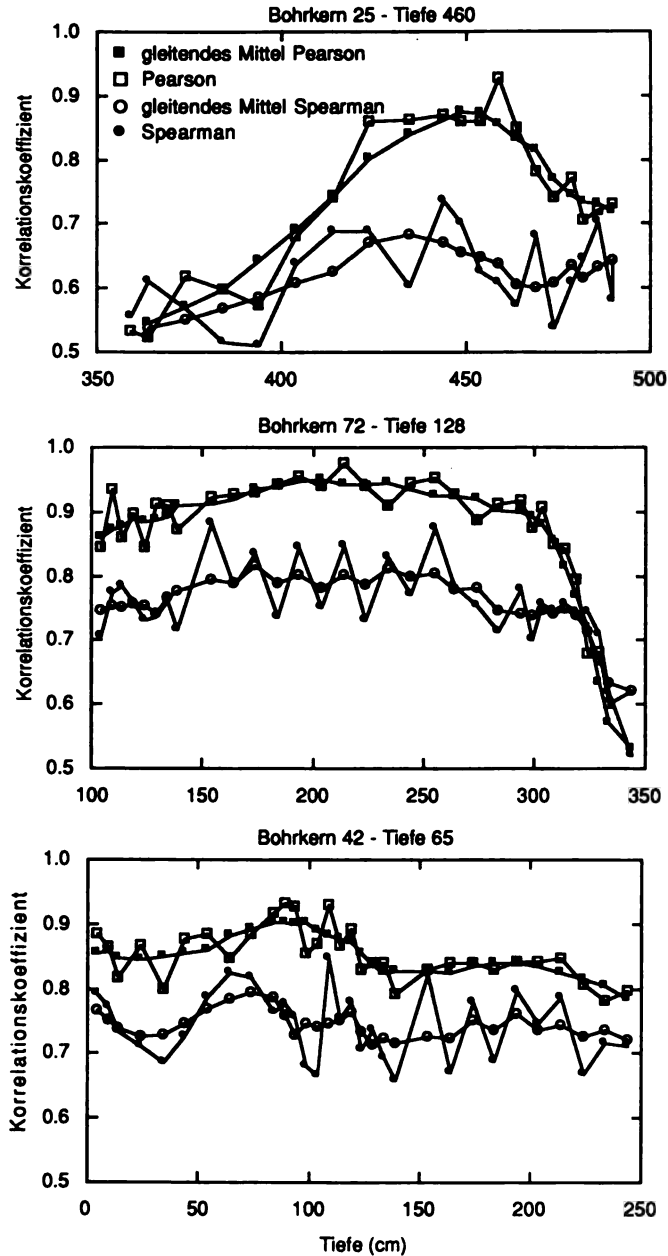 Bohrkern 25 - Tiefe 460
1.0
0.9
0.8
0.7
0.6
0.5
Korrelationskoeffizient
gleitendes Mittel Pearson
Pearson
gleitendes Mittel Spearman
Spearman
350 400 450 500
Bohrkern 72 - Tiefe 128
1.0
0.9
0.8
0.7
0.6
0.5
Korrelationskoeffizient
100 150 200 250 300 350
Bohrkern 42 - Tiefe 65
1.0
0.9
0.8
0.7
0.6
0.5
Korrelationskoeffizient
0 50 100 150 200 250
Tiefe (cm)